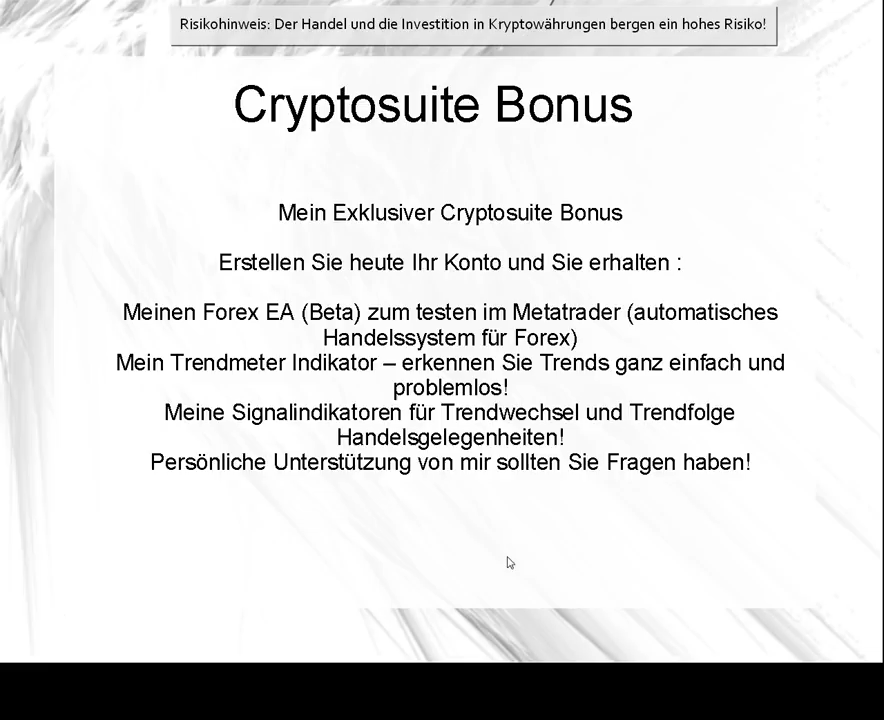 Risikohinweis: Der Handel und die Investition in Kryptowährungen bergen ein hohes Risiko!
Cryptosuite Bonus
Mein Exklusiver Cryptosuite Bonus
Erstellen Sie heute Ihr Konto und Sie erhalten :
Meinen Forex EA (Beta) zum testen im Metatrader (automatisches
Handelssystem für Forex)
Mein Trendmeter Indikator – erkennen Sie Trends ganz einfach und
problemlos!
Meine Signalindikatoren für Trendwechsel und Trendfolge
Handelsgelegenheiten!
Persönliche Unterstützung von mir sollten Sie Fragen haben!